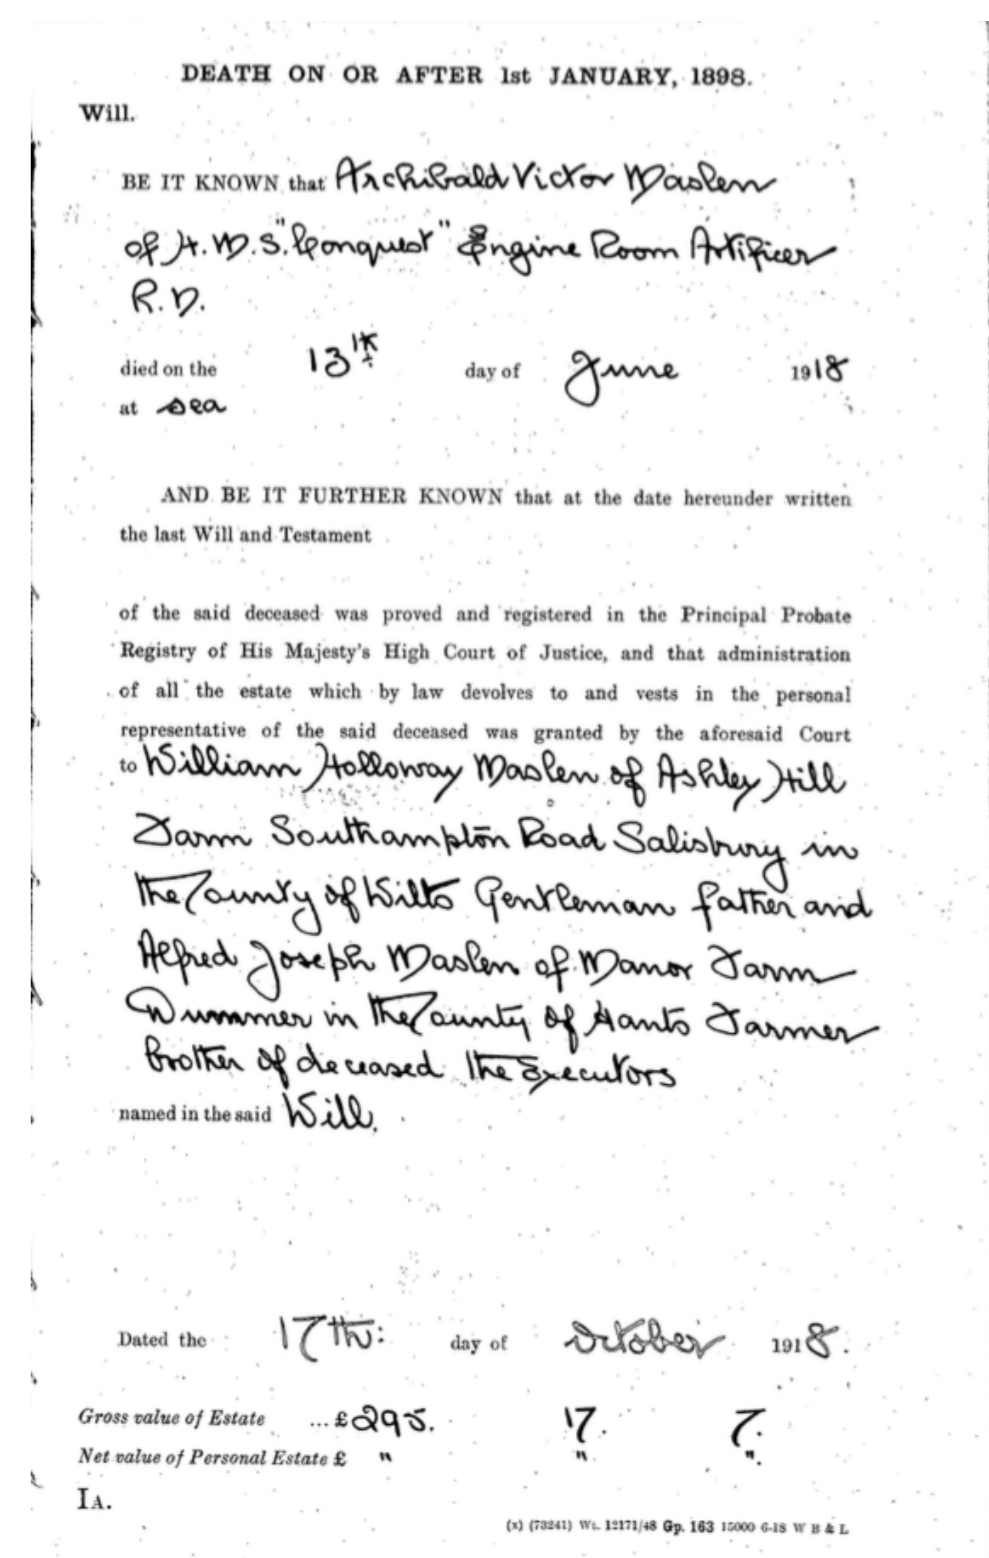 DEATH ON OR AFTER 1st JANUARY, 1898.
Will.
BE IT KNOWN that Archibald Victor Maslen
of H.M.S. "Conquest" Engine Room Artificer
R.N.
died on the 13th day of June 1918
at sea
AND BE IT FURTHER KNOWN that at the date hereunder written
the last Will and Testament
of the said deceased was proved and registered in the Principal Probate
Registry of His Majesty's High Court of Justice, and that administration
of all the estate which by law devolves to and vests in the personal
representative of the said deceased was granted by the aforesaid Court
to William Holloway Maslen of Ashley Hill
Farm Southampton Road Salisbury in
the County of Wilts Gentleman father and
Alfred Joseph Maslen of Manor Farm
Dummer in the County of Hants Farmer
brother of deceased the Executors
named in the said Will.
Dated the 17th: day of October 1918.
Gross value of Estate ... £295. 17. 7.
Net value of Personal Estate £ " " ".
IA.
(x) (73241) Wt. 12171/48 Gp. 163 15000 6-18 W B & L